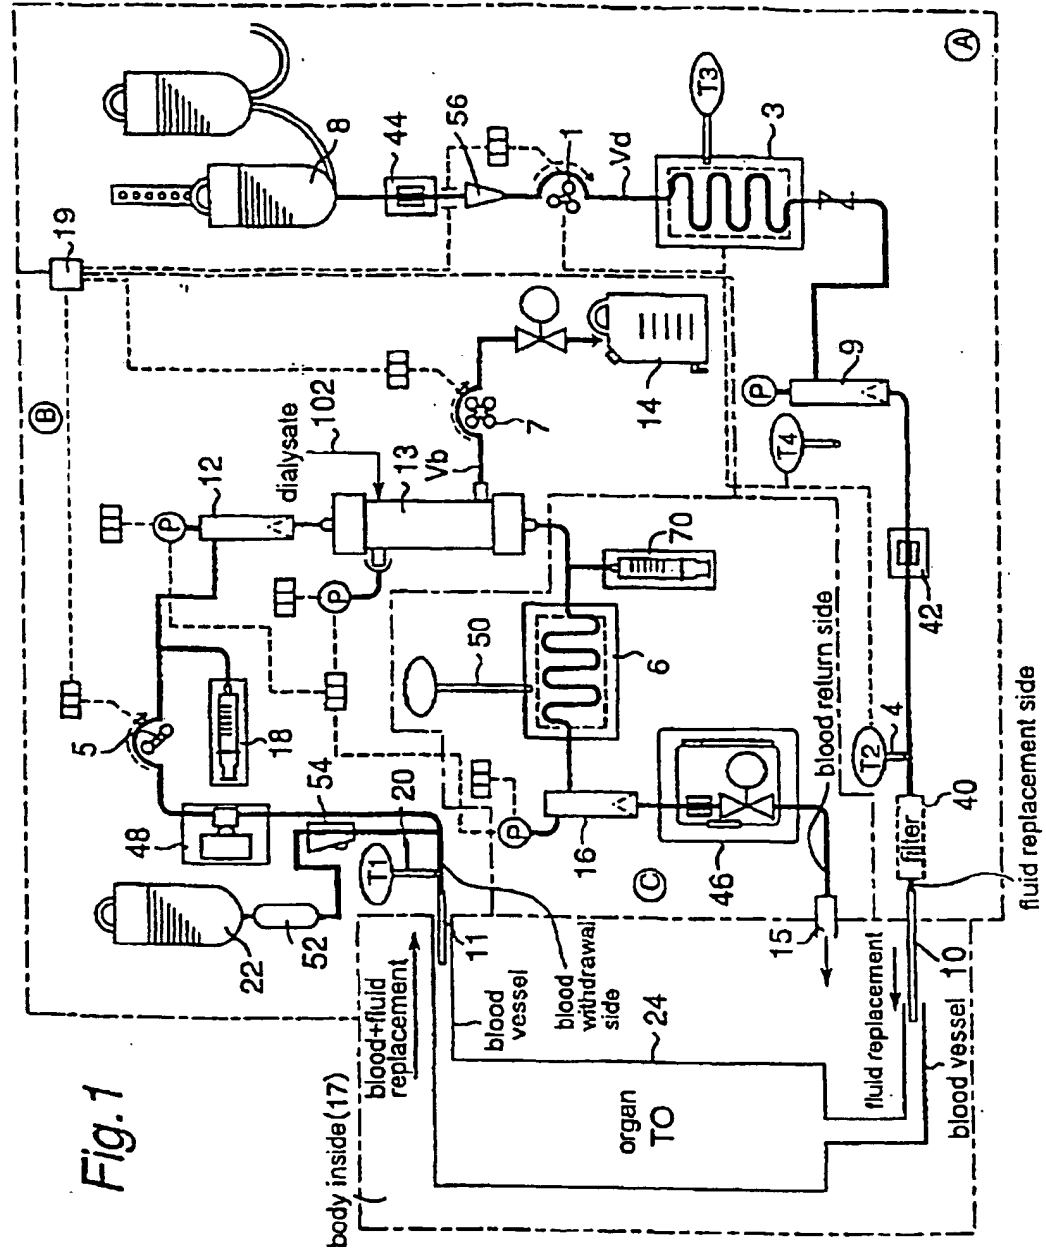 Fig.1
body inside(17)
blood+fluid
replacement
blood
vessel
organ
TO
24
fluid replacement
blood vessel
10
11
15
blood
withdrawal
side
22
52
T1
20
54
48
18
5
19
B
P
12
dialysate
102
13
Vb
7
14
P
50
6
70
P
16
46
C
blood return side
8
44
56
1
Vd
T3
3
A
P
9
T4
42
T2
4
filter
40
fluid replacement side